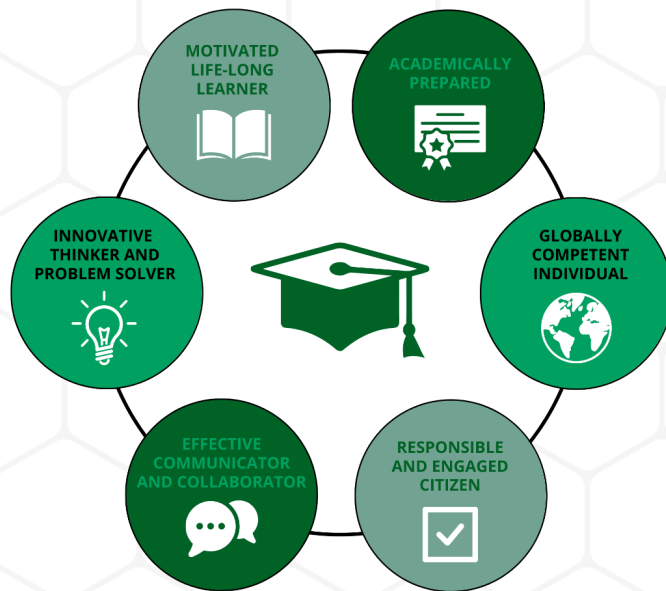 MOTIVATED
LIFE-LONG
LEARNER
ACADEMICALLY
PREPARED
INNOVATIVE
THINKER AND
PROBLEM SOLVER
GLOBALLY
COMPETENT
INDIVIDUAL
EFFECTIVE
COMMUNICATOR
AND COLLABORATOR
RESPONSIBLE
AND ENGAGED
CITIZEN